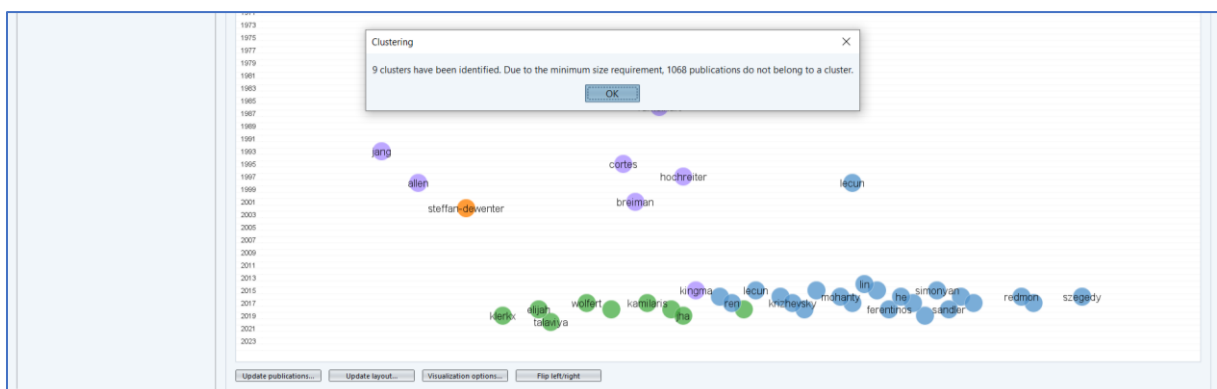 1973
1975
Clustering
1977
9 clusters have been identified. Due to the minimum size requirement, 1068 publications do not belong to a cluster.
1979
1981
1983
OK
1985
1987
1989
1991
1993
jang
1995
cortes
1997
hochreiter
allen
lecun
1999
2001
breiman
steffan-dewenter
2003
2005
2007
2009
2011
2013
lin
2015
kingma
lecun
simonyan
mohanty
he
redmon
szegedy
2017
wolfert
kamilaris
ren
krizhevsky
elijah
ferentinos
sandler
2019
klerkx
jha
talaviya
2021
2023
Update publications...
Update layout...
Visualization options...
Flip left/right